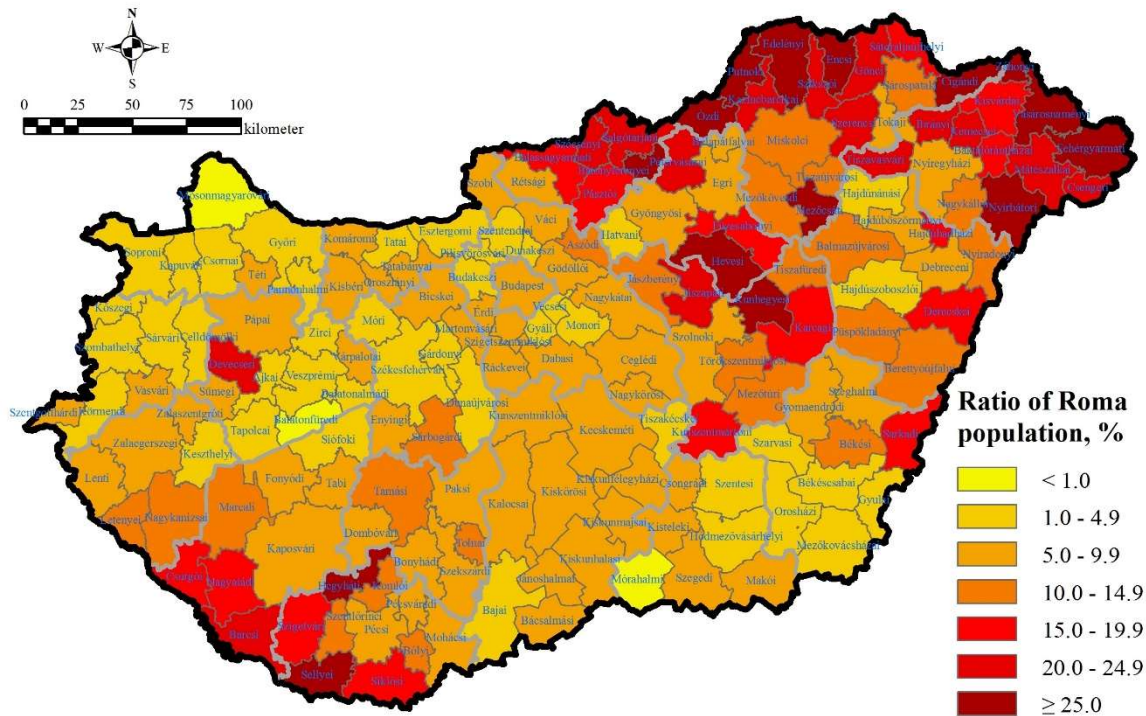 N
W E
S
0 25 50 75 100
kilometer
Edelényi
Encsi
Sátoraljaújhelyi
Putnoki
Szikszói
Gönci
Cigándi
Záhonyi
Sárospataki
Kazincbarcikai
Kisvárdai
Ózdi
Tokaji
Vásárosnaményi
Szerencsi
Ibrányi
Kemecsei
Fehérgyarmati
Szécsényi
Salgótarjáni
Miskolci
Baktalórántházai
Balassagyarmati
Bátonyterenyei
Pétervásárai
Bélapátfalvai
Tiszavasvári
Mátészalkai
Nyíregyházi
Csengeri
Pásztói
Egri
Tiszaújvárosi
Hajdúnánási
Mosonmagyaróvári
Szobi
Rétsági
Mezőkövesdi
Mezőcsáti
Nagykállói
Nyírbátori
Gyöngyösi
Hajdúböszörményi
Váci
Hatvani
Füzesabonyi
Hajdúhadházi
Győri
Komáromi
Tatai
Esztergomi
Szentendrei
Aszódi
Balmazújvárosi
Soproni
Kapuvári
Csornai
Pilisvörösvári
Dunakeszi
Hevesi
Nyíradonyi
Téti
Tatabányai
Gödöllői
Tiszafüredi
Debreceni
Pannonhalmi
Kisbéri
Oroszlányi
Budakeszi
Budapest
Jászberényi
Hajdúszoboszlói
Jászapáti
Kunhegyesi
Kőszegi
Pápai
Bicskei
Érdi
Vecsési
Nagykátai
Derecskei
Zirci
Móri
Gyáli
Monori
Karcagi
Püspökladányi
Szombathelyi
Sárvári
Celldömölki
Martonvásári
Szigetszentmiklósi
Szolnoki
Devecseri
Várpalotai
Gárdonyi
Ráckevei
Dabasi
Ceglédi
Törökszentmiklósi
Berettyóújfalui
Vasvári
Ajkai
Veszprémi
Székesfehérvári
Sümegi
Balatonalmádi
Mezőtúri
Szeghalmi
Szentgotthárdi
Körmendi
Zalaszentgróti
Dunaújvárosi
Nagykőrösi
Gyomaendrődi
Tapolcai
Balatonfüredi
Enyingi
Sárbogárdi
Kunszentmiklósi
Tiszakécskei
Kunszentmártoni
Zalaegerszegi
Siófoki
Kecskeméti
Szarvasi
Békési
Sarkadi
Keszthelyi
Lenti
Fonyódi
Tabi
Tamási
Paksi
Kiskunfélegyházi
Csongrádi
Szentesi
Békéscsabai
Gyulai
Letenyei
Nagykanizsai
Marcali
Kalocsai
Kiskőrösi
Orosházi
Kaposvári
Dombóvári
Tolnai
Kiskunmajsai
Kisteleki
Hódmezővásárhelyi
Mezőkovácsházai
Csurgói
Nagyatádi
Hegyháti
Komlói
Bonyhádi
Szekszárdi
Kiskunhalasi
Jánoshalmai
Mórahalmi
Szegedi
Makói
Barcsi
Szigetvári
Szentlőrinci
Pécsváradi
Pécsi
Bajai
Bácsalmási
Mohácsi
Bólyi
Sellyei
Siklósi
Ratio of Roma
population, %
< 1.0
1.0 - 4.9
5.0 - 9.9
10.0 - 14.9
15.0 - 19.9
20.0 - 24.9
≥ 25.0